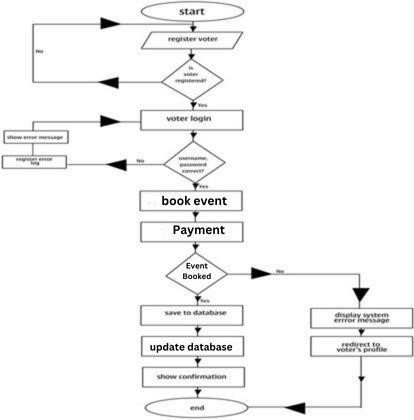 start
register voter
No
is
voter
registered?
Yes
voter login
show error message
register error
log
No
username,
password
correct?
Yes
book event
Payment
Event
Booked
No
Yes
save to database
display system
error message
update database
redirect to
voter's profile
show confirmation
end